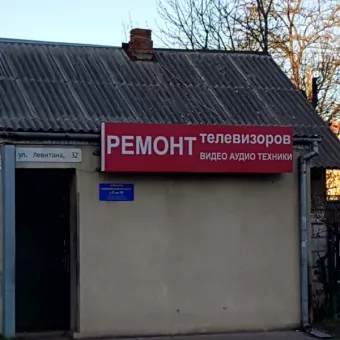 ул. Левитана, 32
РЕМОНТ телевизоров
ВИДЕО АУДИО ТЕХНИКИ